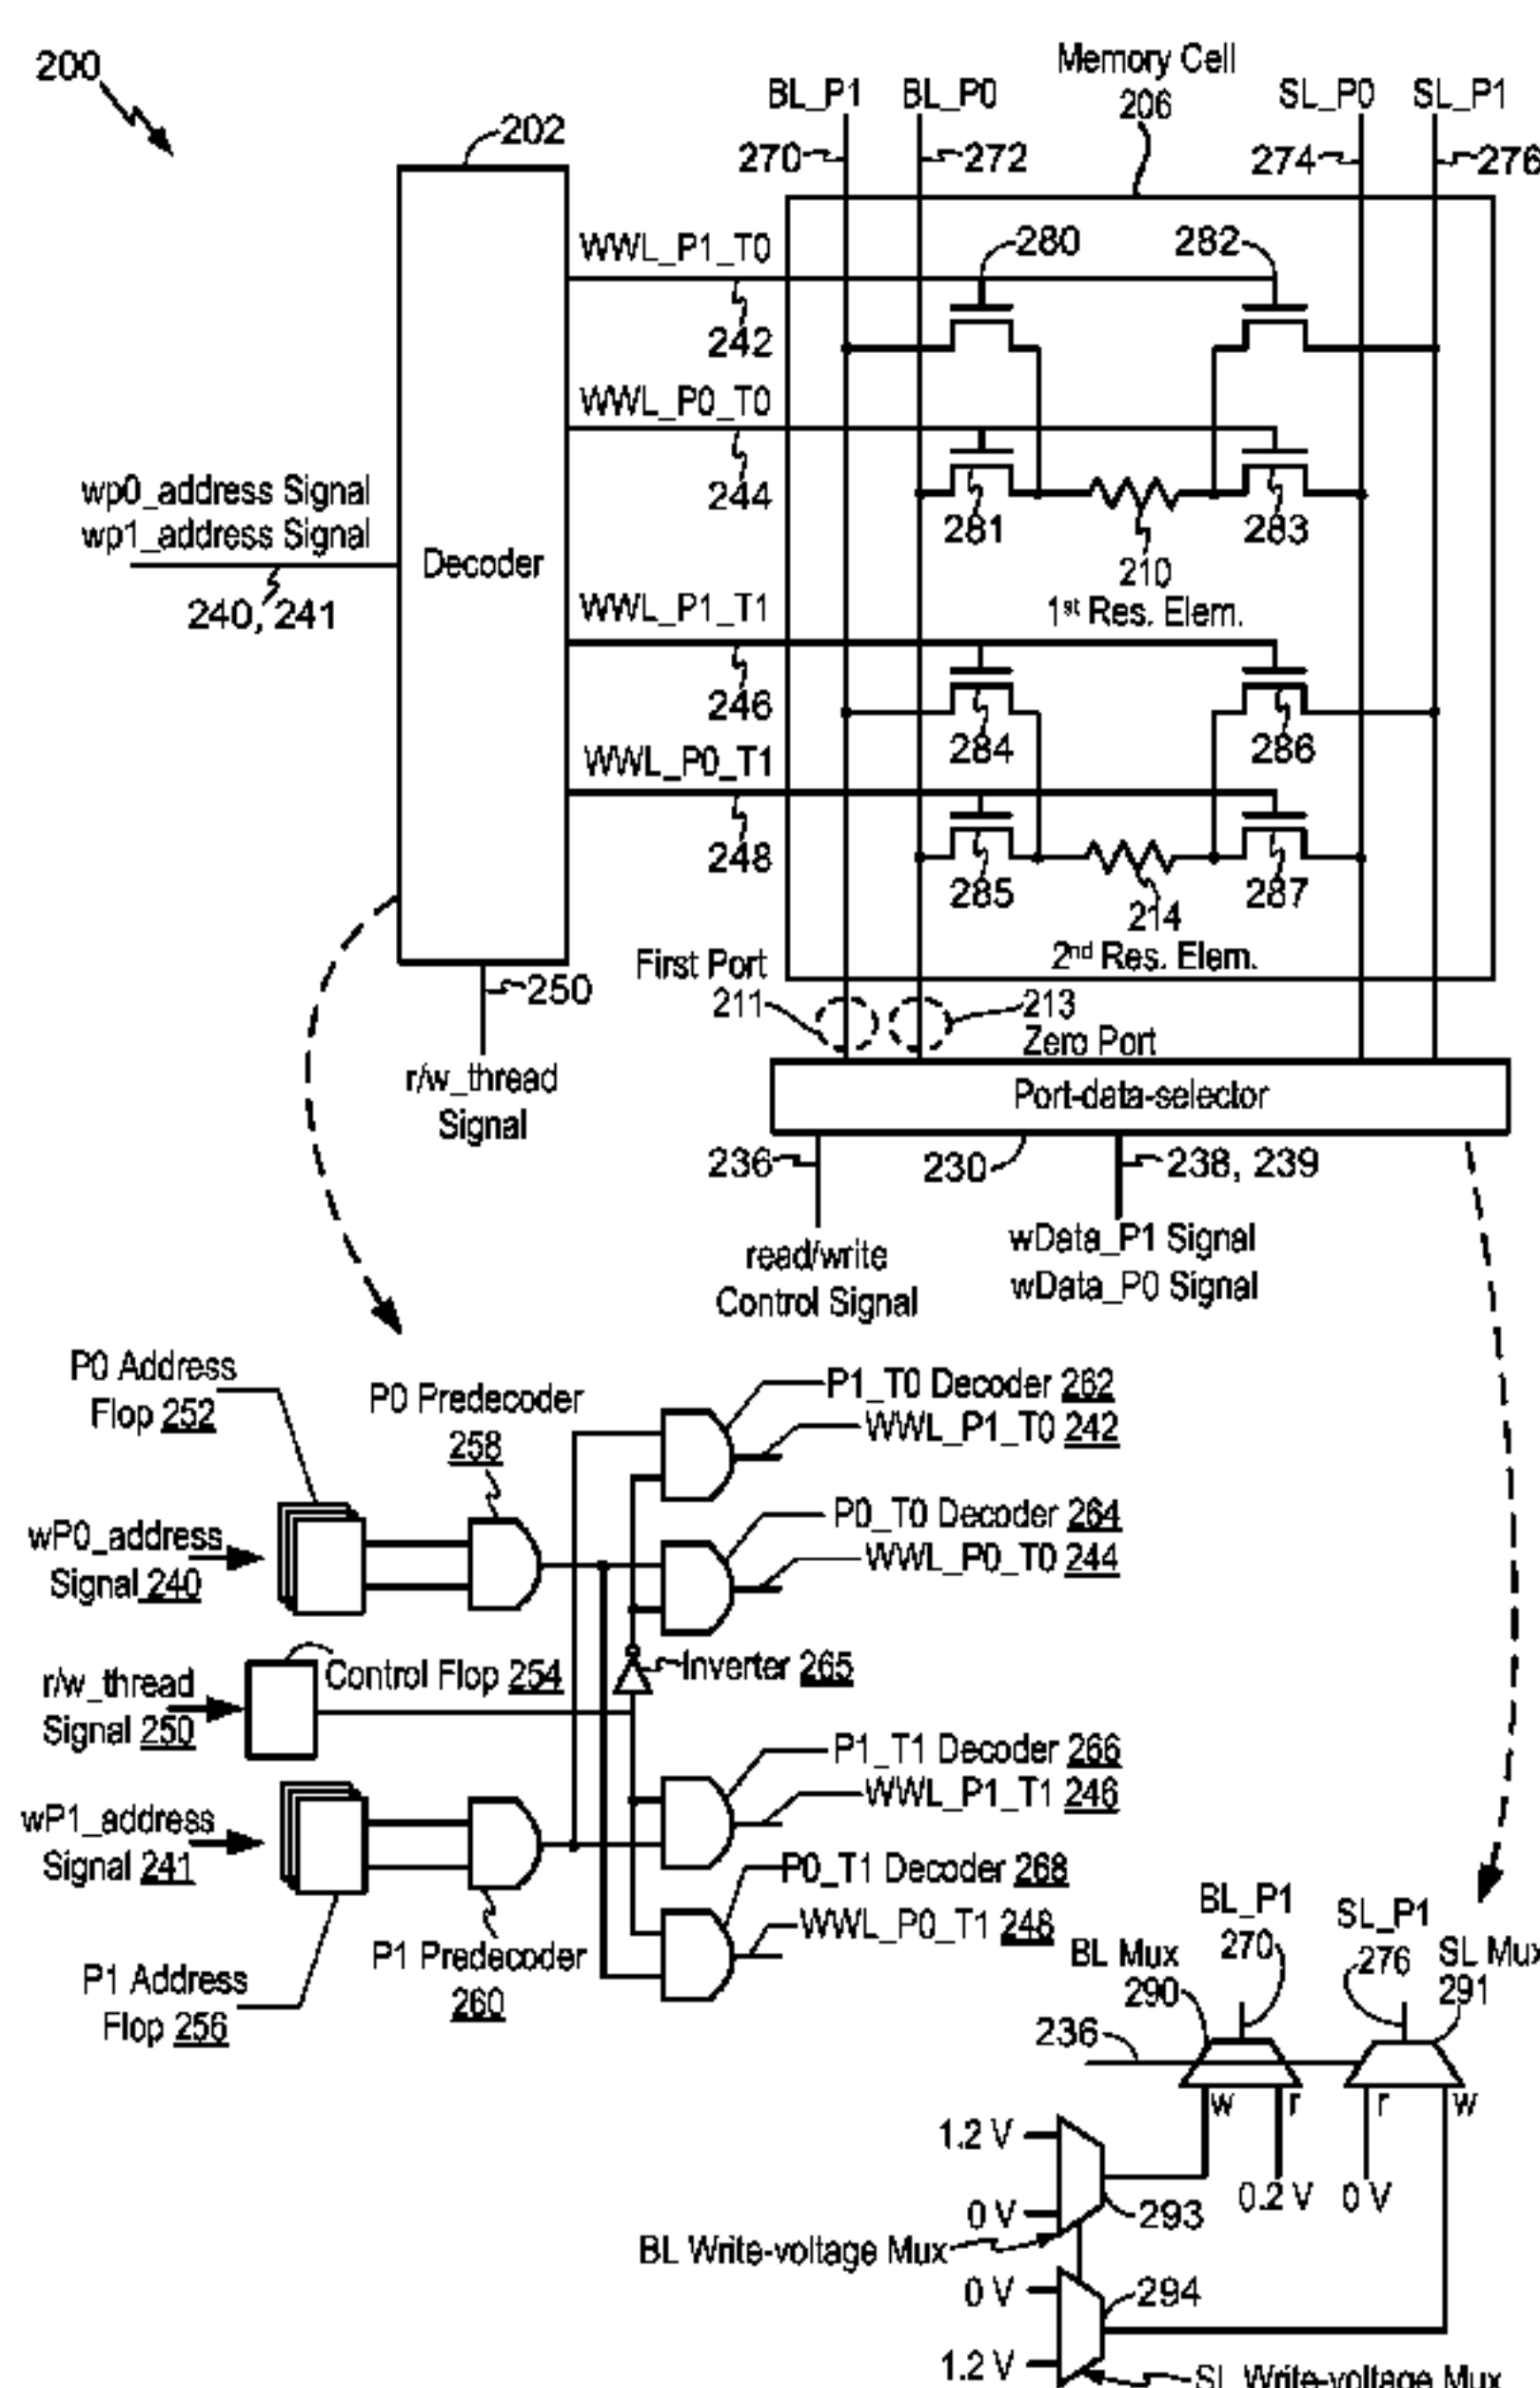 200
202
BL_P1
BL_P0
Memory Cell
206
SL_P0
SL_P1
270
272
274
276
WWL_P1_T0
280
282
242
WWL_P0_T0
244
281
283
210
1st Res. Elem.
wp0_address Signal
wp1_address Signal
240, 241
Decoder
WWL_P1_T1
246
284
286
WWL_P0_T1
248
285
287
214
2nd Res. Elem.
250
r/w_thread
Signal
First Port
211
213
Zero Port
Port-data-selector
236
230
238, 239
read/write
Control Signal
wData_P1 Signal
wData_P0 Signal
P0 Address
Flop 252
P0 Predecoder
258
P1_T0 Decoder 262
WWL_P1_T0 242
P0_T0 Decoder 264
WWL_P0_T0 244
wP0_address
Signal 240
Inverter 265
Control Flop 254
r/w_thread
Signal 250
P1_T1 Decoder 266
WWL_P1_T1 246
wP1_address
Signal 241
P0_T1 Decoder 268
WWL_P0_T1 248
P1 Predecoder
260
P1 Address
Flop 256
BL_P1
270
SL_P1
276
BL Mux
290
SL Mux
291
236
w
r
r
w
1.2 V
0 V
293
0.2 V
0 V
BL Write-voltage Mux
0 V
294
1.2 V
SL Write-voltage Mux